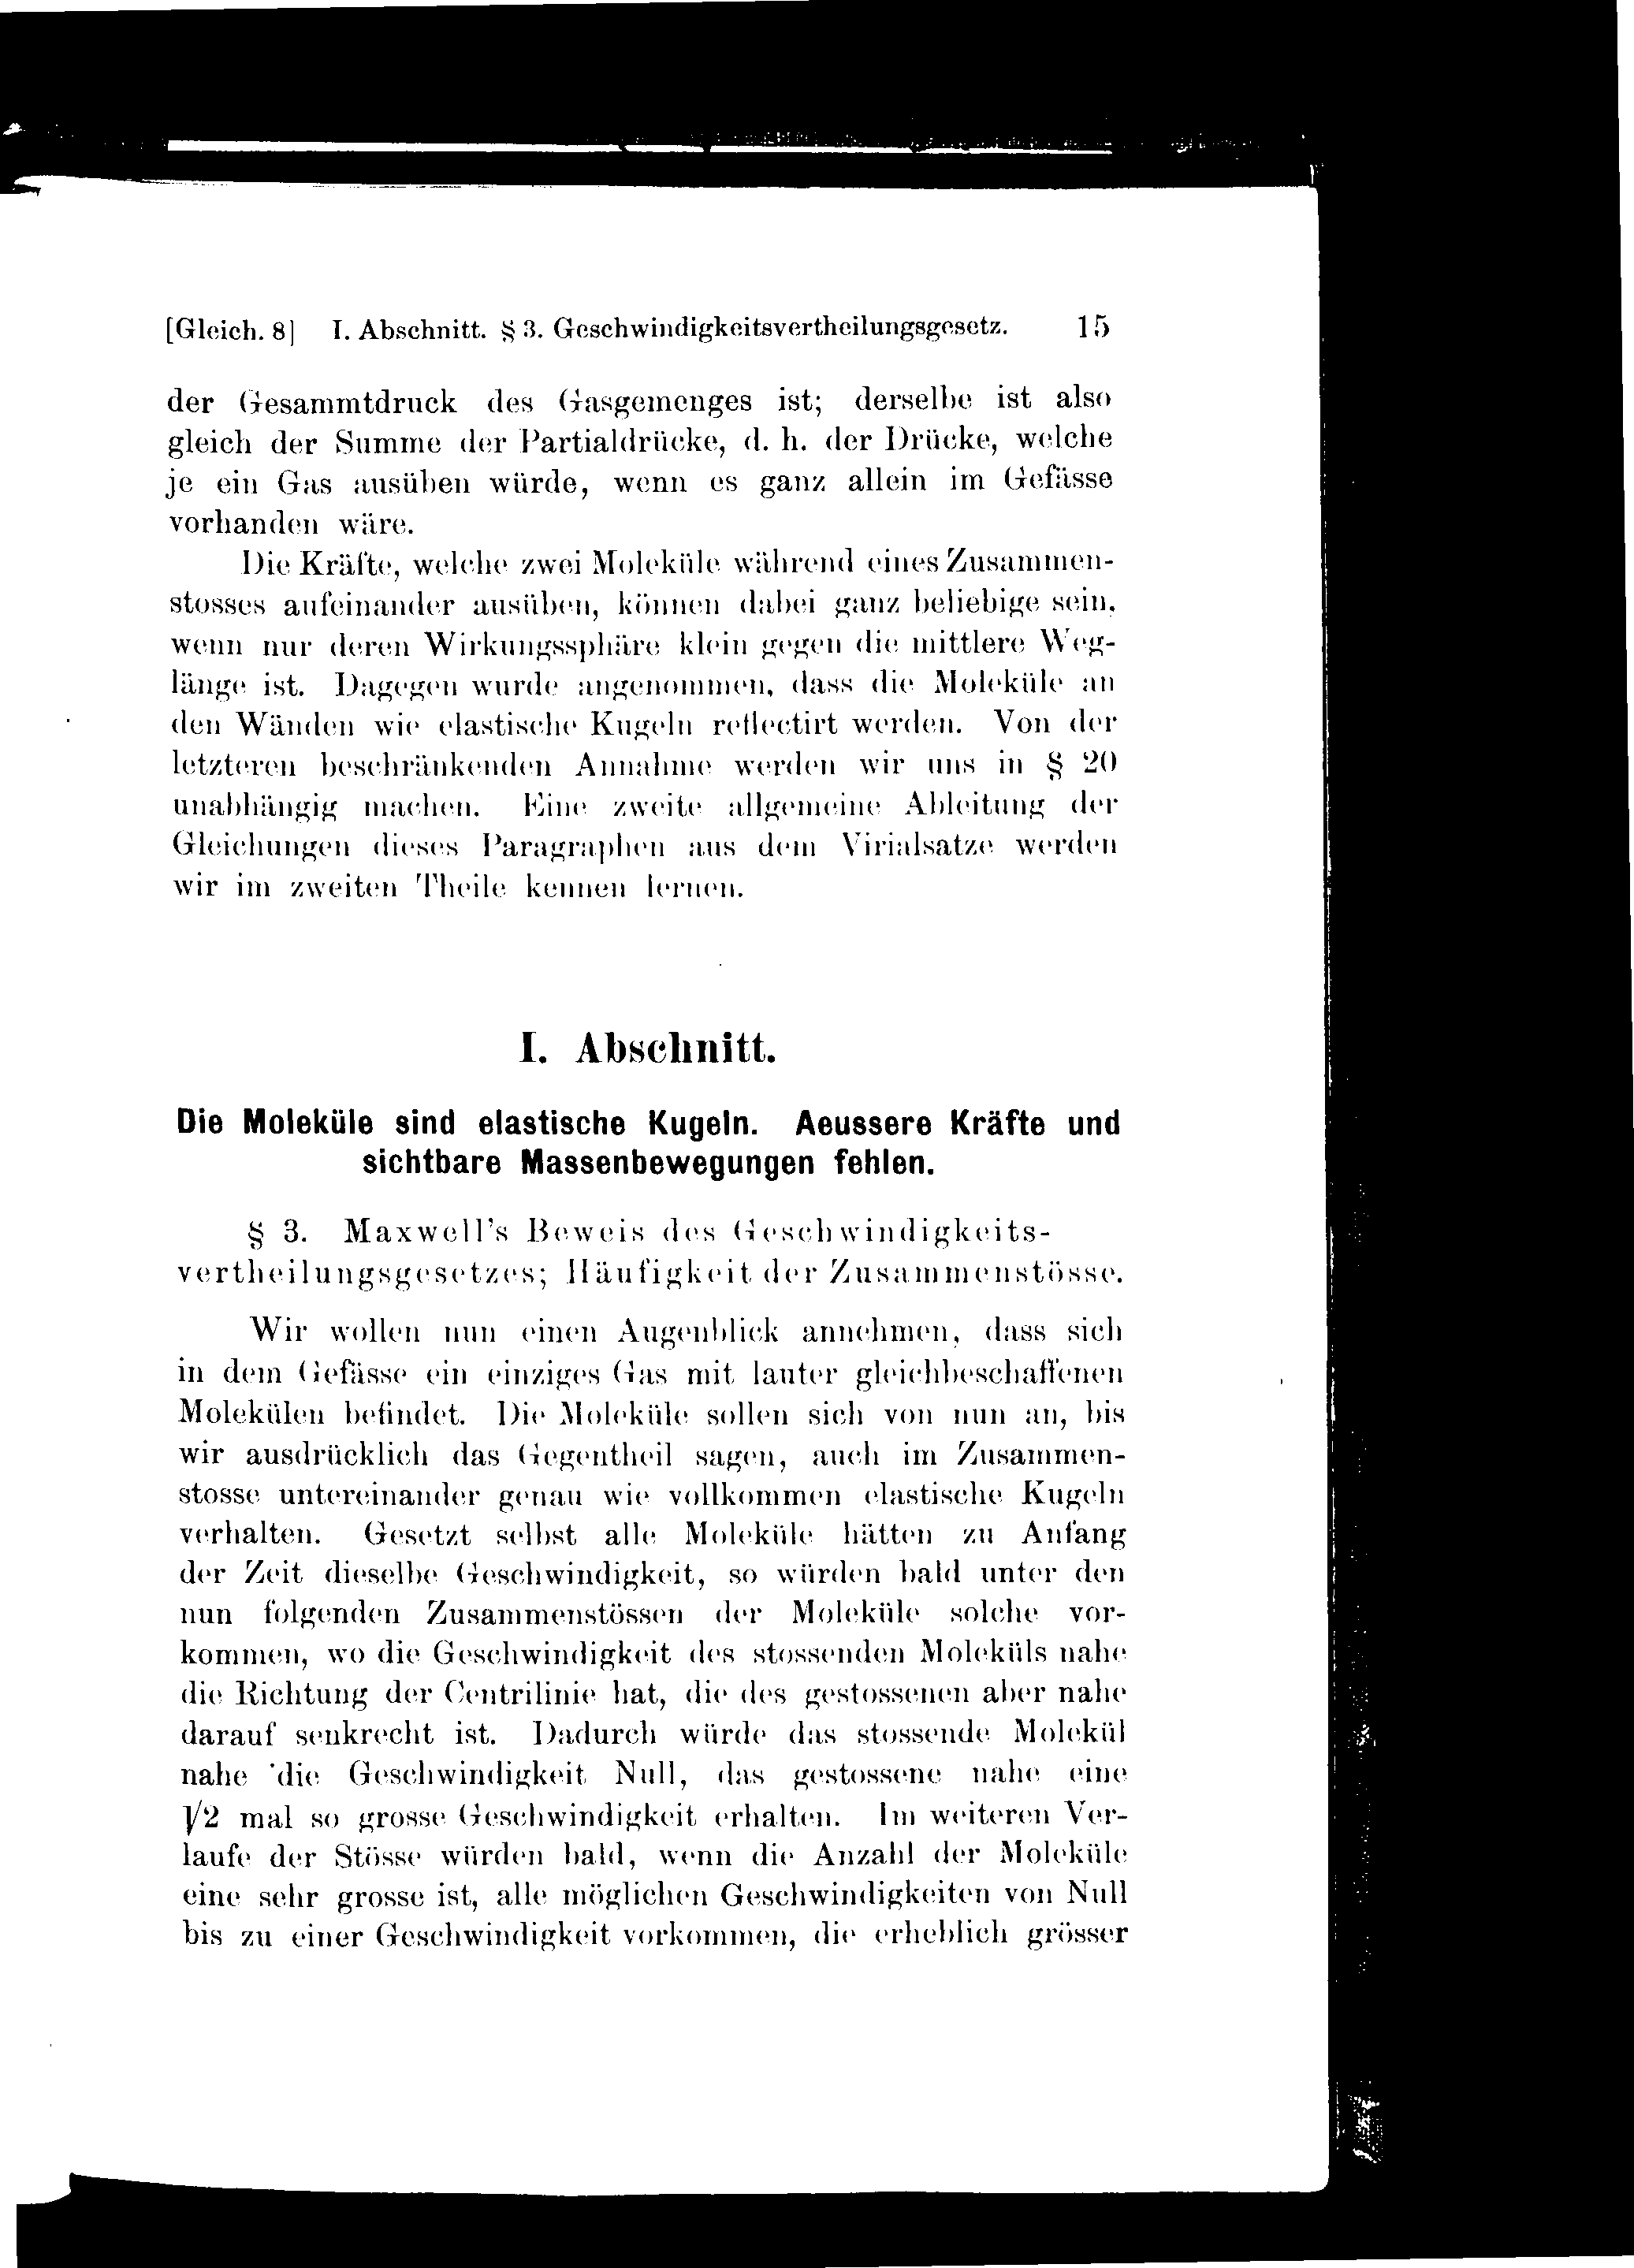 [Gleich. 8] I. Abschnitt. § 3. Geschwindigkeitsvertheilungsgesetz. 15
der Gesammtdruck des Gasgemenges ist; derselbe ist also
gleich der Summe der Partialdrücke, d. h. der Drücke, welche
je ein Gas ausüben würde, wenn es ganz allein im Gefässe
vorhanden wäre.
Die Kräfte, welche zwei Moleküle während eines Zusammen-
stosses aufeinander ausüben, können dabei ganz beliebige sein,
wenn nur deren Wirkungssphäre klein gegen die mittlere Weg-
länge ist. Dagegen wurde angenommen, dass die Moleküle an
den Wänden wie elastische Kugeln reflectirt werden. Von der
letzteren beschränkenden Annahme werden wir uns in § 20
unabhängig machen. Eine zweite allgemeine Ableitung der
Gleichungen dieses Paragraphen aus dem Virialsatze werden
wir im zweiten Theile kennen lernen.
I. Abschnitt.
Die Moleküle sind elastische Kugeln. Aeussere Kräfte und
sichtbare Massenbewegungen fehlen.
§ 3. Maxwell's Beweis des Geschwindigkeits-
vertheilungsgesetzes; Häufigkeit der Zusammenstösse.
Wir wollen nun einen Augenblick annehmen, dass sich
in dem Gefässe ein einziges Gas mit lauter gleichbeschaffenen
Molekülen befindet. Die Moleküle sollen sich von nun an, bis
wir ausdrücklich das Gegentheil sagen, auch im Zusammen-
stosse untereinander genau wie vollkommen elastische Kugeln
verhalten. Gesetzt selbst alle Moleküle hätten zu Anfang
der Zeit dieselbe Geschwindigkeit, so würden bald unter den
nun folgenden Zusammenstössen der Moleküle solche vor-
kommen, wo die Geschwindigkeit des stossenden Moleküls nahe
die Richtung der Centrilinie hat, die des gestossenen aber nahe
darauf senkrecht ist. Dadurch würde das stossende Molekül
nahe die Geschwindigkeit Null, das gestossene nahe eine
√2 mal so grosse Geschwindigkeit erhalten. Im weiteren Ver-
laufe der Stösse würden bald, wenn die Anzahl der Moleküle
eine sehr grosse ist, alle möglichen Geschwindigkeiten von Null
bis zu einer Geschwindigkeit vorkommen, die erheblich grösser